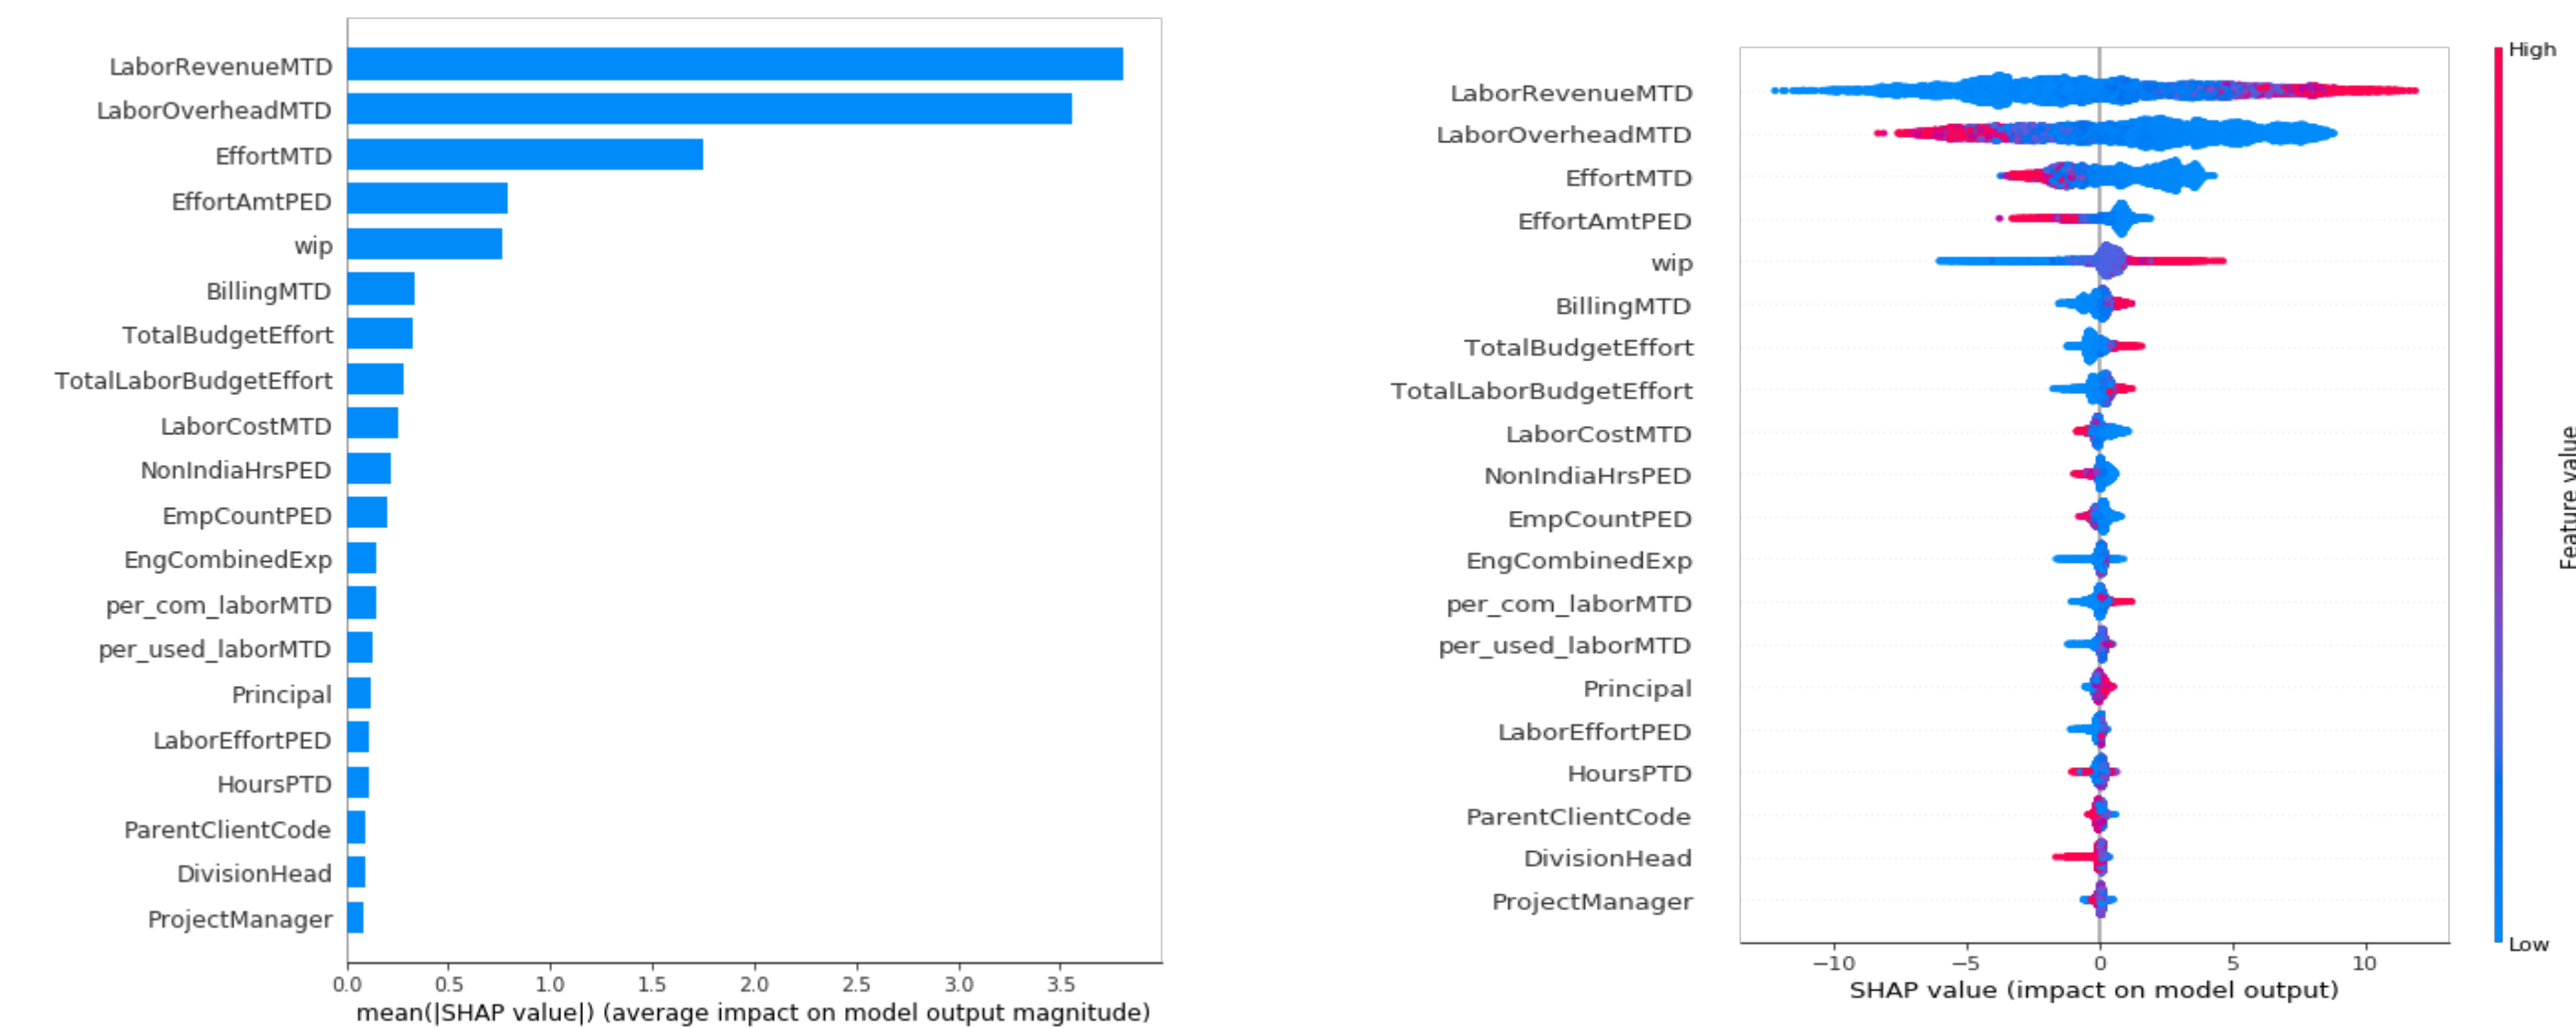 LaborRevenueMTD
LaborOverheadMTD
EffortMTD
EffortAmtPED
wip
BillingMTD
TotalBudgetEffort
TotalLaborBudgetEffort
LaborCostMTD
NonIndiaHrsPED
EmpCountPED
EngCombinedExp
per_com_laborMTD
per_used_laborMTD
Principal
LaborEffortPED
HoursPTD
ParentClientCode
DivisionHead
ProjectManager
0.0 0.5 1.0 1.5 2.0 2.5 3.0 3.5
mean(|SHAP value|) (average impact on model output magnitude)
LaborRevenueMTD
LaborOverheadMTD
EffortMTD
EffortAmtPED
wip
BillingMTD
TotalBudgetEffort
TotalLaborBudgetEffort
LaborCostMTD
NonIndiaHrsPED
EmpCountPED
EngCombinedExp
per_com_laborMTD
per_used_laborMTD
Principal
LaborEffortPED
HoursPTD
ParentClientCode
DivisionHead
ProjectManager
−10 −5 0 5 10
SHAP value (impact on model output)
High
Feature value
Low